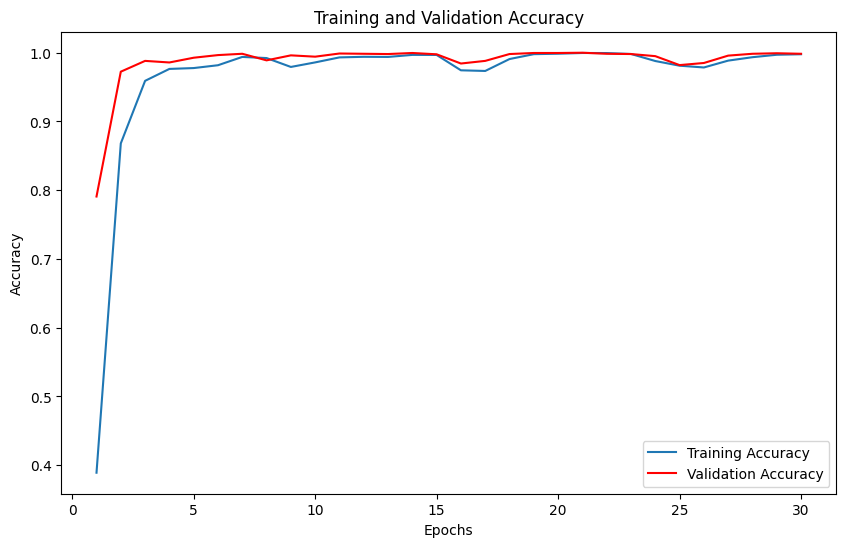 Training and Validation Accuracy
1.0
0.9
0.8
0.7
0.6
0.5
0.4
Accuracy
Training Accuracy
Validation Accuracy
0
5
10
15
20
25
30
Epochs